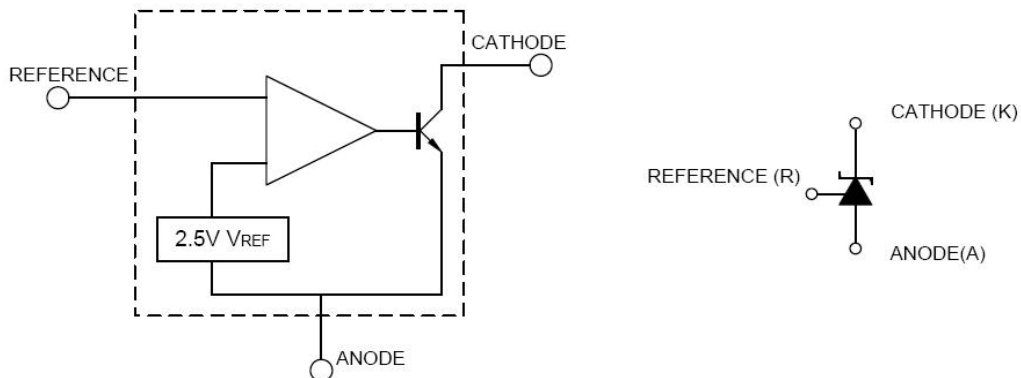 CATHODE
REFERENCE
2.5V VREF
ANODE
CATHODE (K)
REFERENCE (R)
ANODE(A)